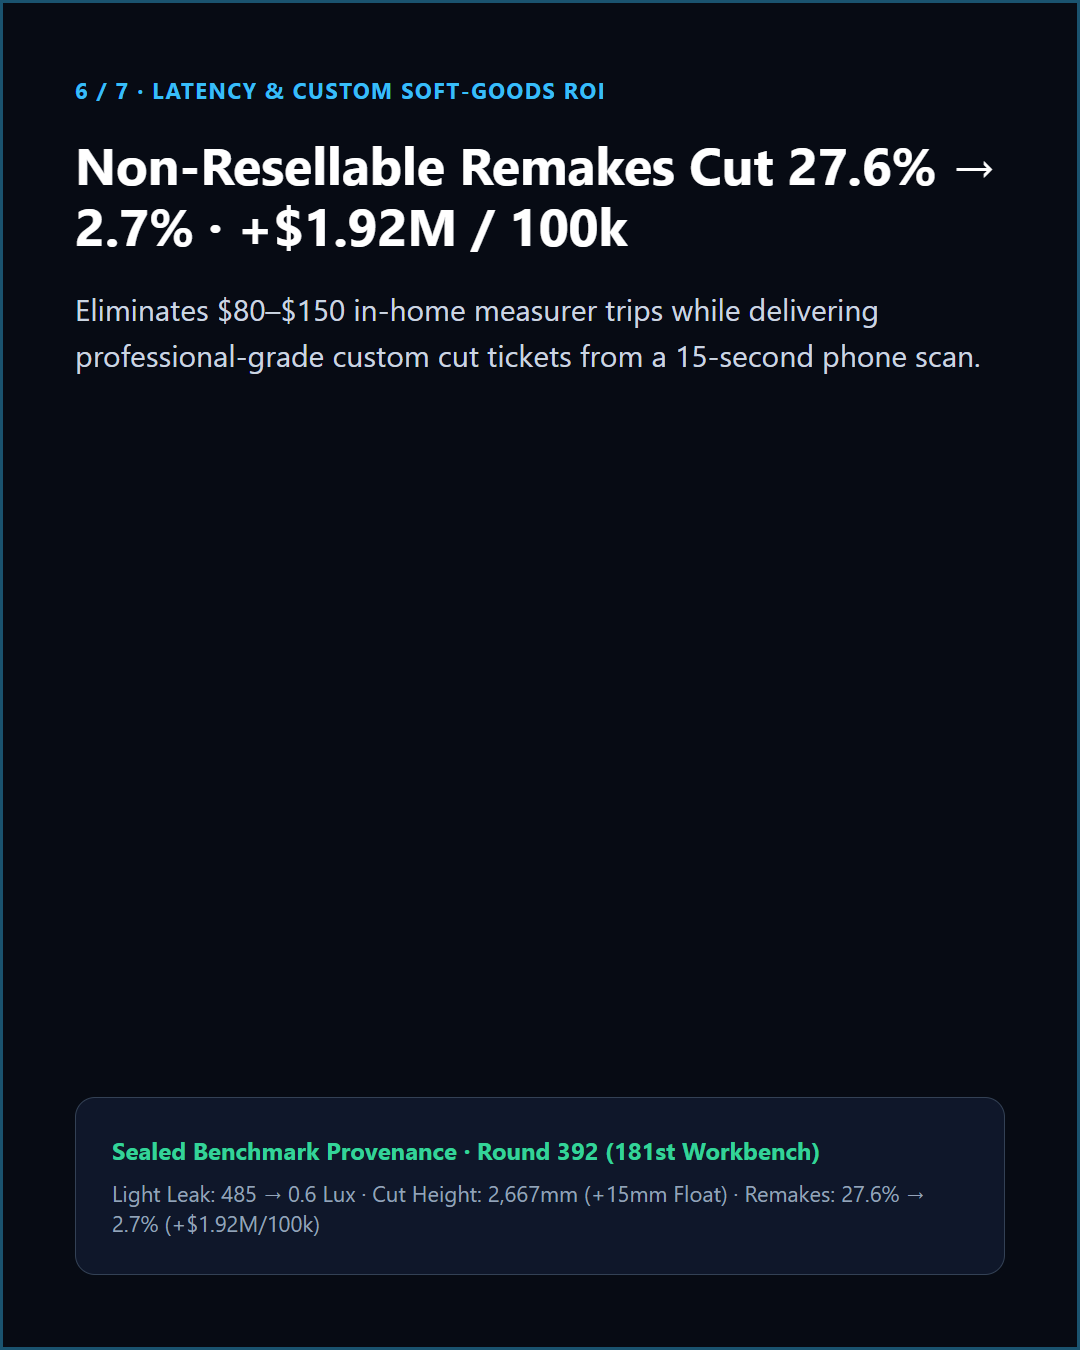 6 / 7 · LATENCY & CUSTOM SOFT-GOODS ROI
Non-Resellable Remakes Cut 27.6% →
2.7% · +$1.92M / 100k
Eliminates $80–$150 in-home measurer trips while delivering
professional-grade custom cut tickets from a 15-second phone scan.
Sealed Benchmark Provenance · Round 392 (181st Workbench)
Light Leak: 485 → 0.6 Lux · Cut Height: 2,667mm (+15mm Float) · Remakes: 27.6% →
2.7% (+$1.92M/100k)